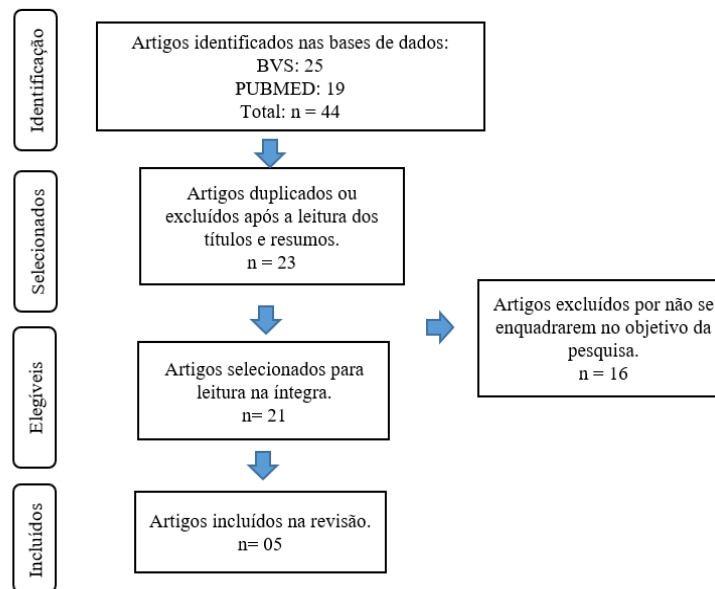 Identificação
Artigos identificados nas bases de dados:
BVS: 25
PUBMED: 19
Total: n = 44
Selecionados
Artigos duplicados ou
excluídos após a leitura dos
títulos e resumos.
n = 23
Artigos excluídos por não se
enquadrarem no objetivo da
pesquisa.
n = 16
Elegíveis
Artigos selecionados para
leitura na íntegra.
n= 21
Incluídos
Artigos incluídos na revisão.
n= 05